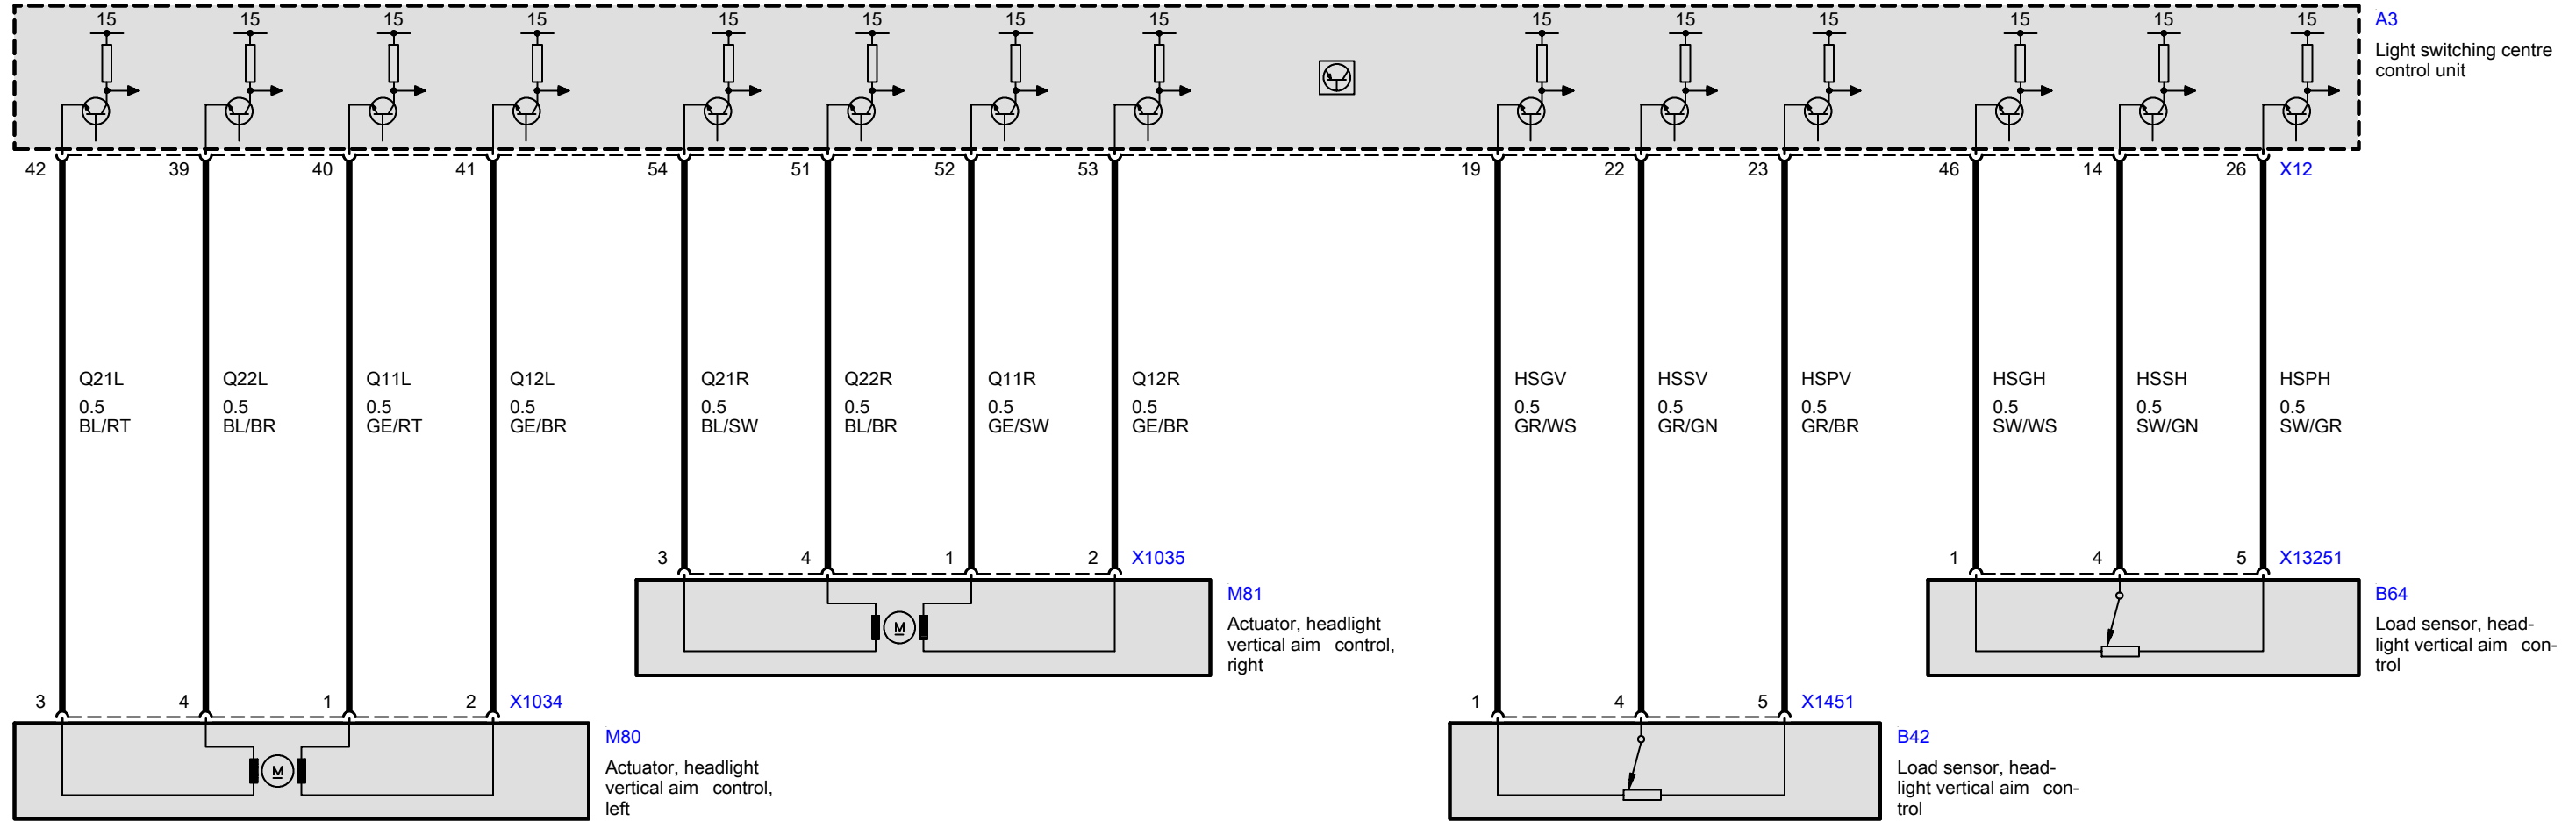 15 15 15 15 15 15 15 15 15 15 15 15 15 15
A3
Light switching centre
control unit
42 39 40 41 54 51 52 53 19 22 23 46 14 26 X12
Q21L Q22L Q11L Q12L Q21R Q22R Q11R Q12R HSGV HSSV HSPV HSGH HSSH HSPH
0.5 0.5 0.5 0.5 0.5 0.5 0.5 0.5 0.5 0.5 0.5 0.5 0.5 0.5
BL/RT BL/BR GE/RT GE/BR BL/SW BL/BR GE/SW GE/BR GR/WS GR/GN GR/BR SW/WS SW/GN SW/GR
3 4 1 2 X1035
1 4 5 X13251
M
M81
Actuator, headlight
vertical aim control,
right
B64
Load sensor, head-
light vertical aim con-
trol
3 4 1 2 X1034
1 4 5 X1451
M
M80
Actuator, headlight
vertical aim control,
left
B42
Load sensor, head-
light vertical aim con-
trol